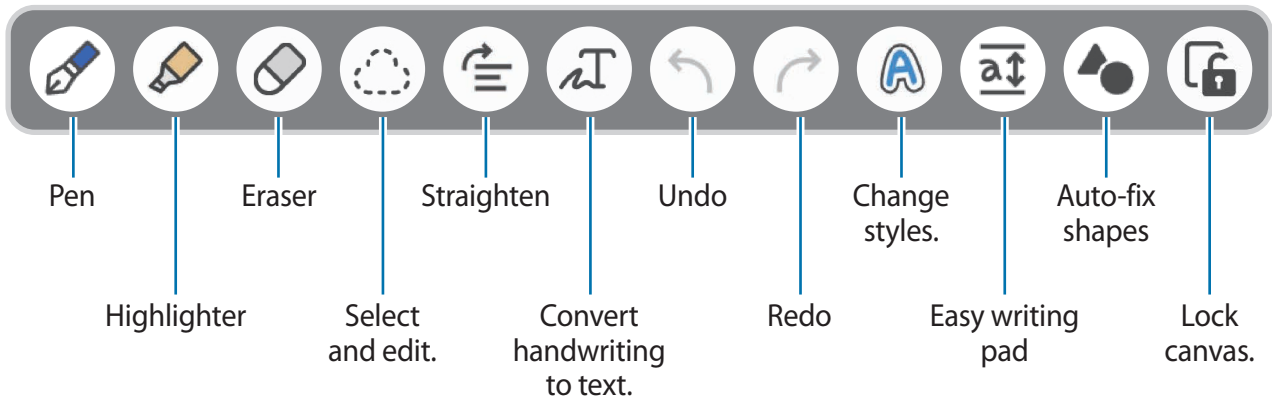 Pen
Eraser
Straighten
Undo
Change
styles.
Auto-fix
shapes
Highlighter
Select
and edit.
Convert
handwriting
to text.
Redo
Easy writing
pad
Lock
canvas.